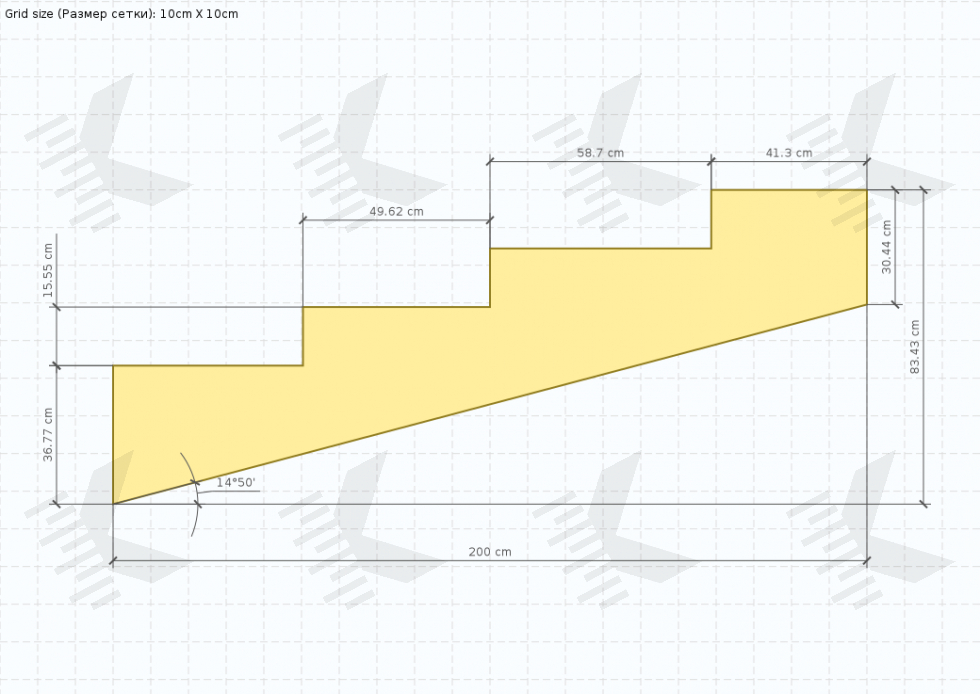 Grid size (Размер сетки): 10cm X 10cm
58.7 cm
41.3 cm
49.62 cm
15.55 cm
30.44 cm
83.43 cm
36.77 cm
14°50'
200 cm